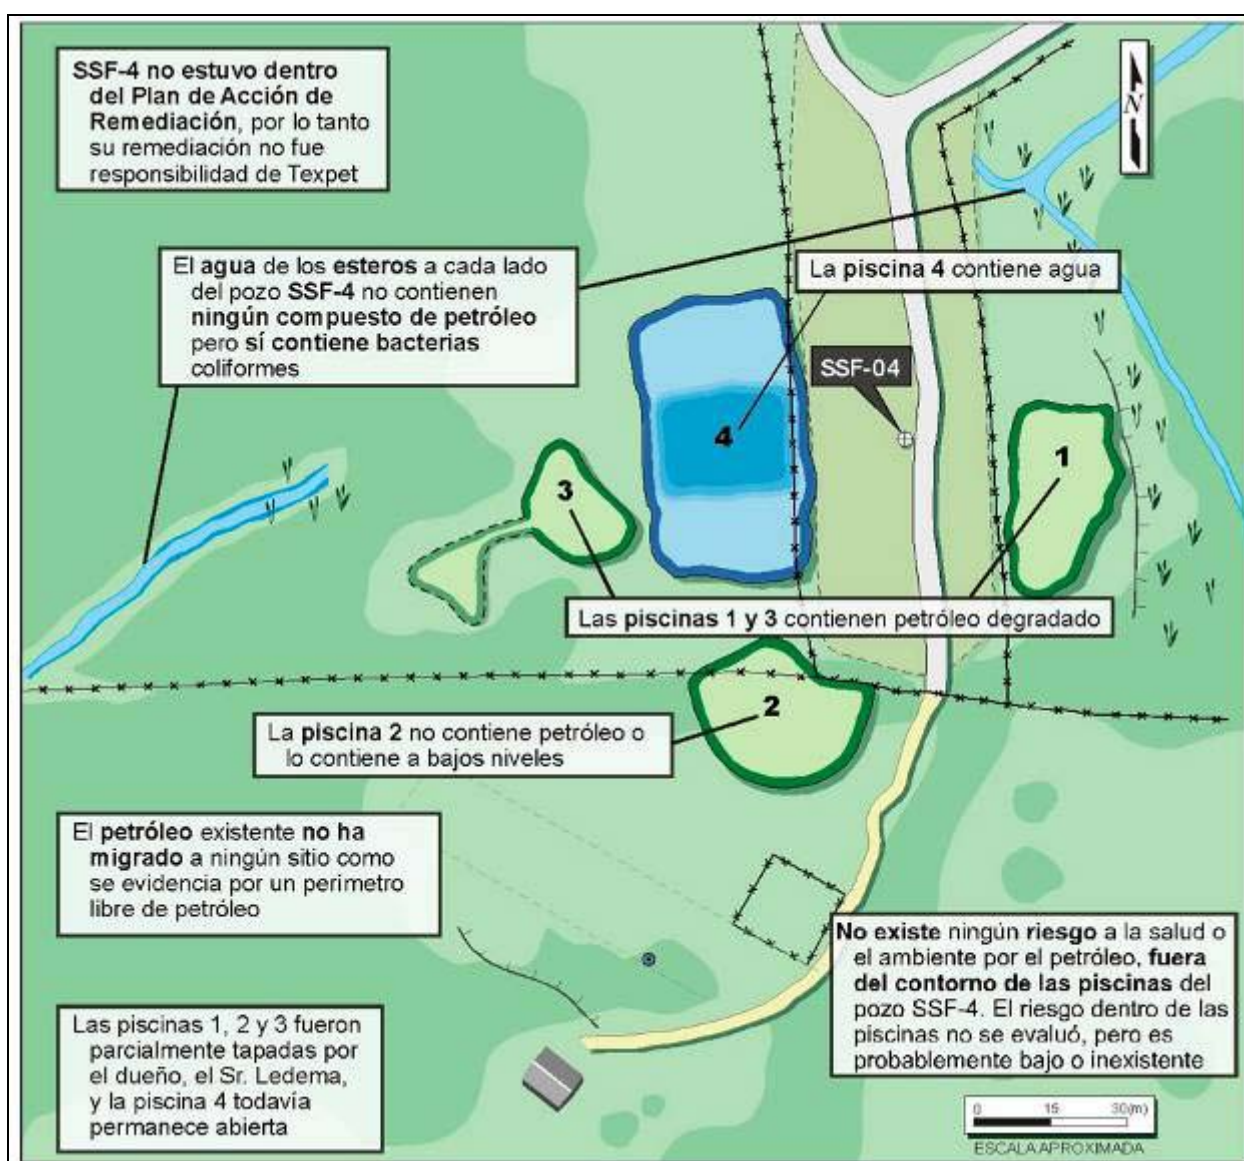 SSF-4 no estuvo dentro
del Plan de Acción de
Remediación, por lo tanto
su remediación no fue
responsabilidad de Texpet
N
El agua de los esteros a cada lado
del pozo SSF-4 no contienen
ningún compuesto de petróleo
pero sí contiene bacterias
coliformes
La piscina 4 contiene agua
SSF-04
4
1
3
Las piscinas 1 y 3 contienen petróleo degradado
2
La piscina 2 no contiene petróleo o
lo contiene a bajos niveles
El petróleo existente no ha
migrado a ningún sitio como
se evidencia por un perimetro
libre de petróleo
No existe ningún riesgo a la salud o
el ambiente por el petróleo, fuera
del contorno de las piscinas del
pozo SSF-4. El riesgo dentro de las
piscinas no se evaluó, pero es
probablemente bajo o inexistente
Las piscinas 1, 2 y 3 fueron
parcialmente tapadas por
el dueño, el Sr. Ledema,
y la piscina 4 todavía
permanece abierta
0 15 30(m)
ESCALA APROXIMADA